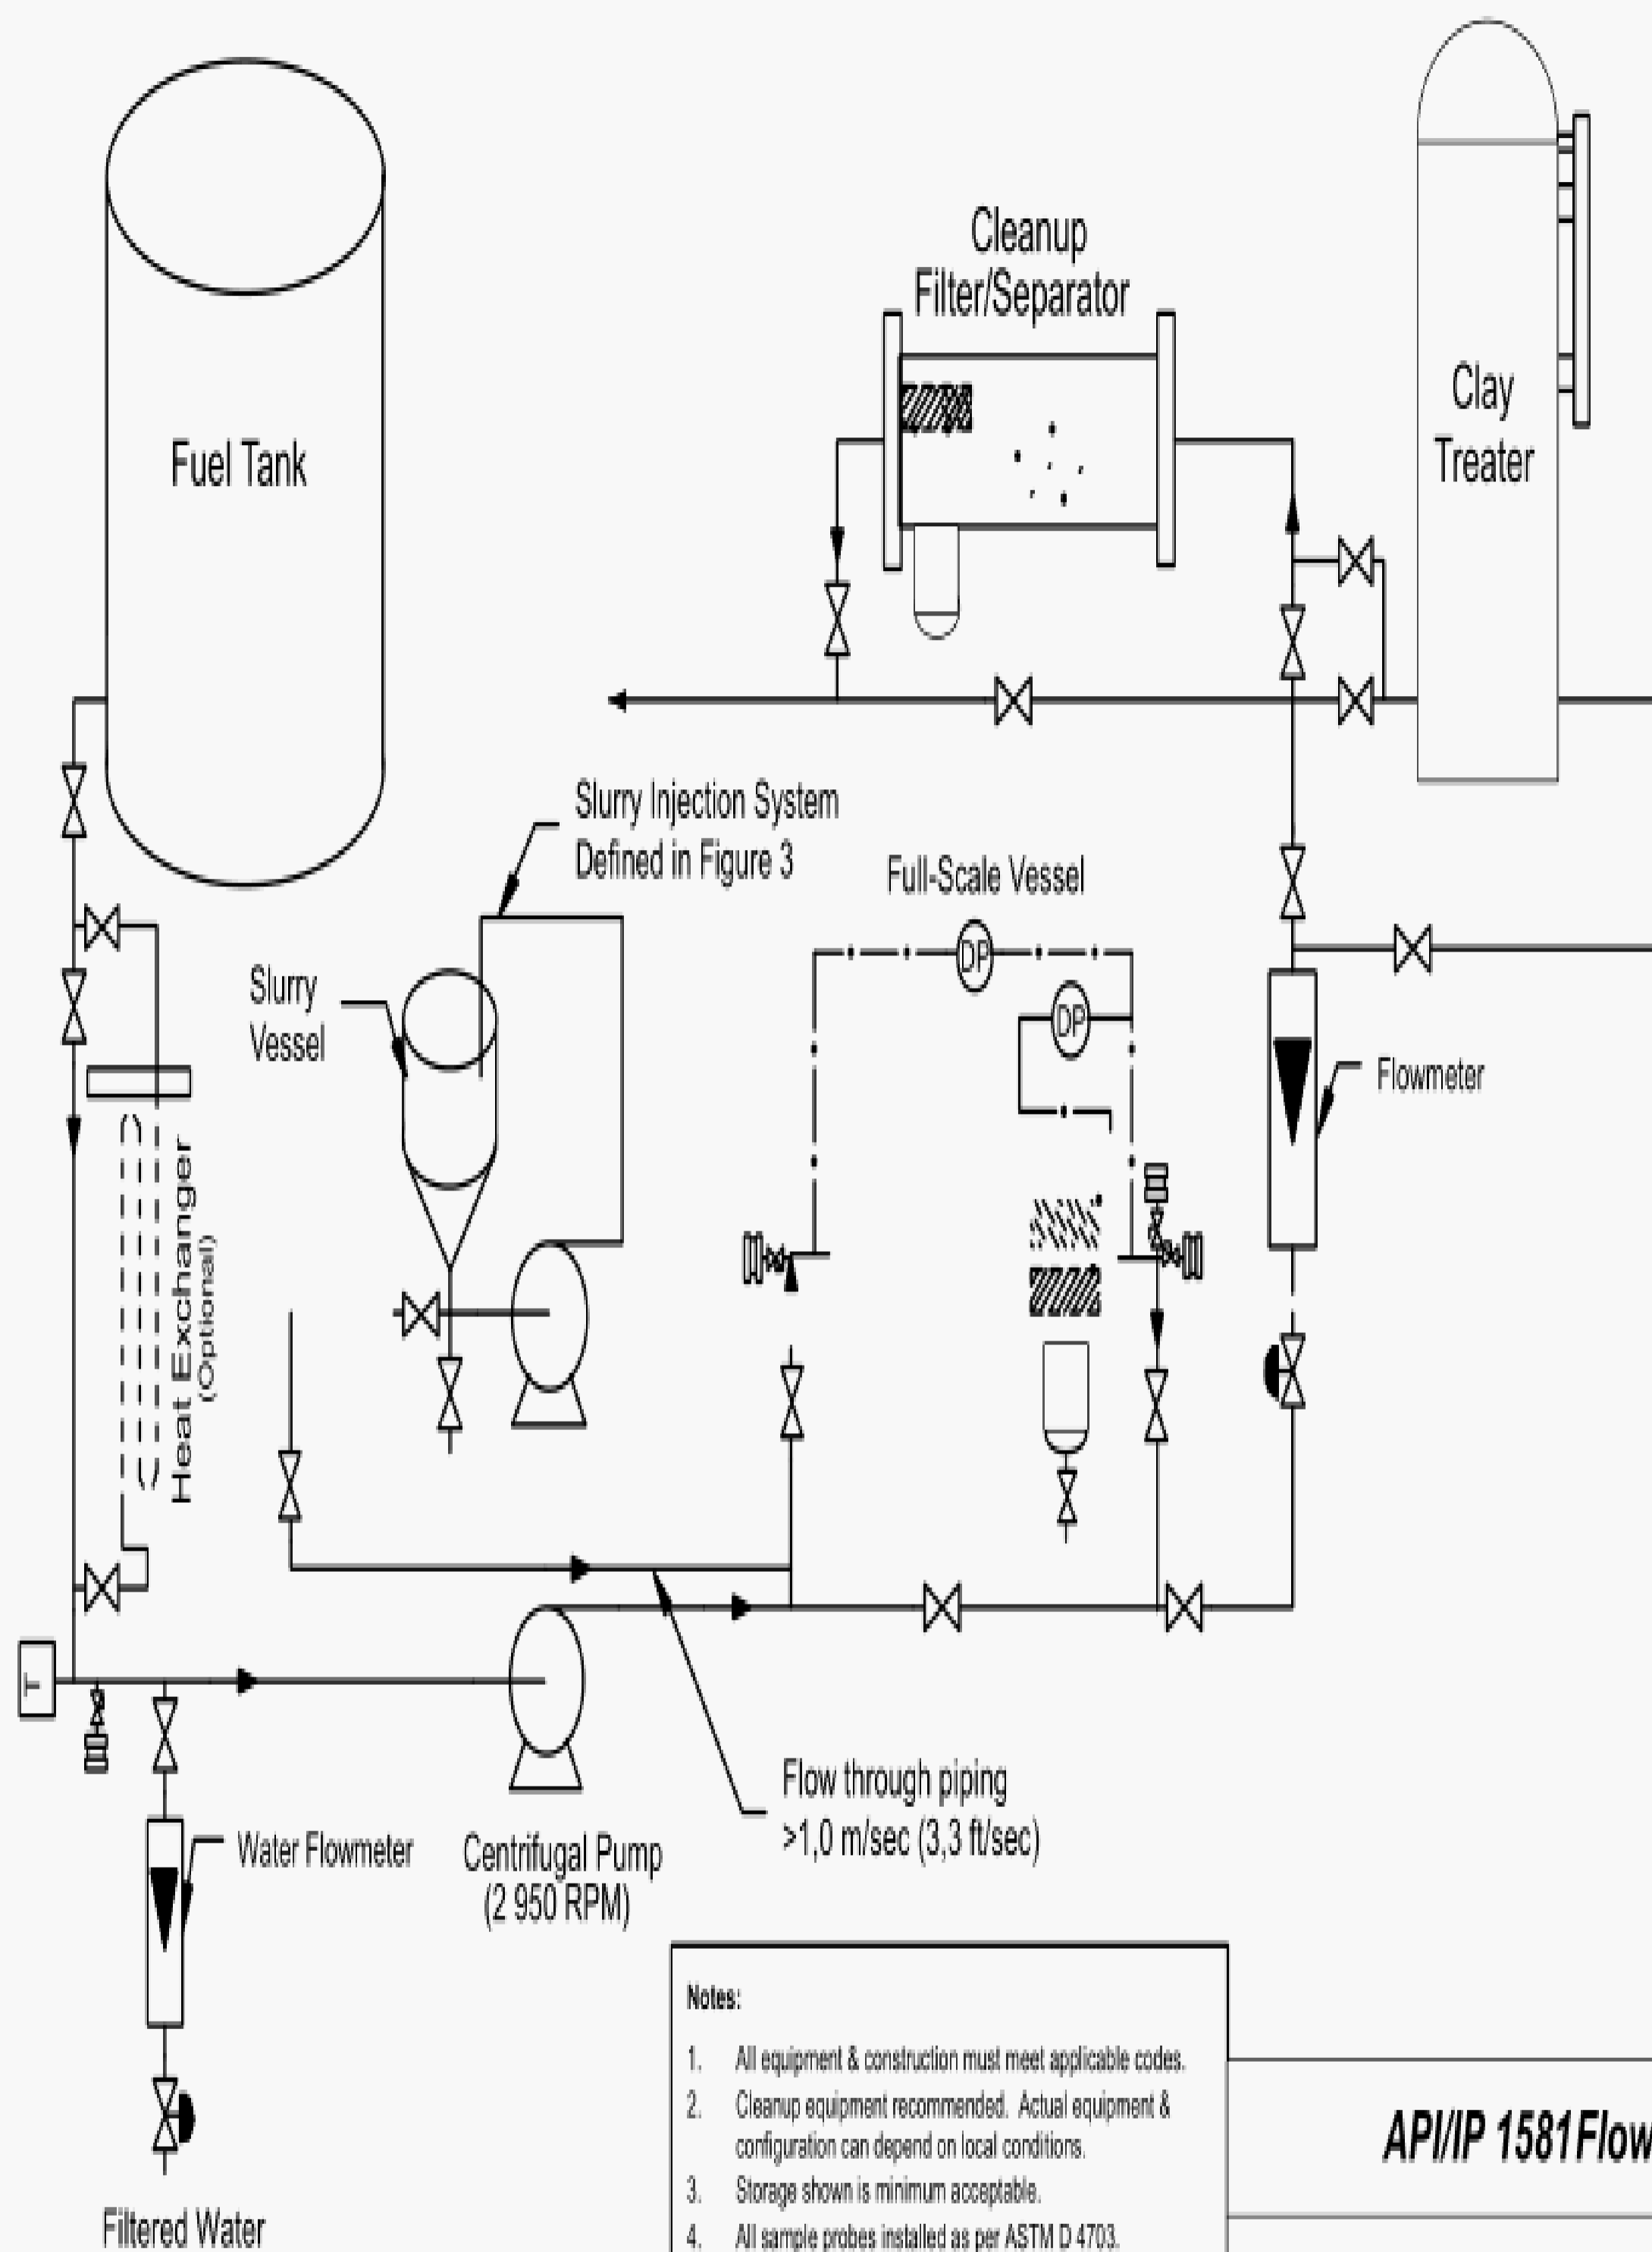 Cleanup
Filter/Separator
Fuel Tank
Clay
Treater
Slurry Injection System
Defined in Figure 3
Full-Scale Vessel
DP
DP
Slurry
Vessel
Flowmeter
Heat Exchanger
(Optional)
T
Flow through piping
>1,0 m/sec (3,3 ft/sec)
Water Flowmeter
Centrifugal Pump
(2 950 RPM)
Filtered Water
Notes:
1. All equipment & construction must meet applicable codes.
2. Cleanup equipment recommended. Actual equipment &
configuration can depend on local conditions.
3. Storage shown is minimum acceptable.
4. All sample probes installed as per ASTM D 4703.
API/IP 1581 Flow